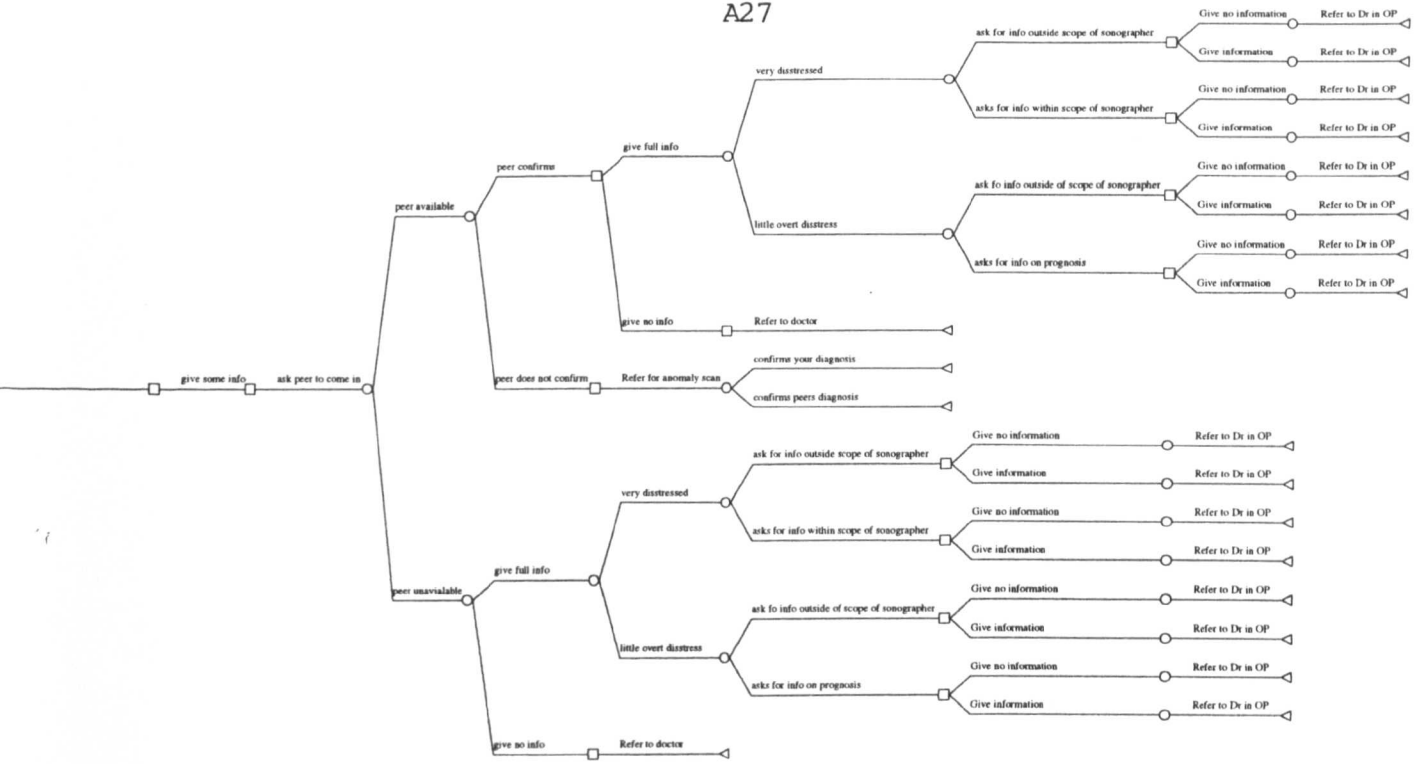 A27
Give no information Refer to Dr in OP
ask for info outside scope of sonographer
Give information Refer to Dr in OP
very disstressed
Give no information Refer to Dr in OP
asks for info within scope of sonographer
Give information Refer to Dr in OP
give full info
peer confirms
Give no information Refer to Dr in OP
ask fo info outside of scope of sonographer
Give information Refer to Dr in OP
peer available
little overt disstress
Give no information Refer to Dr in OP
asks for info on prognosis
Give information Refer to Dr in OP
give no info Refer to doctor
confirms your diagnosis
give some info ask peer to come in peer does not confirm Refer for anomaly scan
confirms peers diagnosis
Give no information Refer to Dr in OP
ask for info outside scope of sonographer
Give information Refer to Dr in OP
very disstressed
Give no information Refer to Dr in OP
asks for info within scope of sonographer
Give information Refer to Dr in OP
give full info
peer unavialable
Give no information Refer to Dr in OP
ask fo info outside of scope of sonographer
Give information Refer to Dr in OP
little overt disstress
Give no information Refer to Dr in OP
asks for info on prognosis
Give information Refer to Dr in OP
give no info Refer to doctor